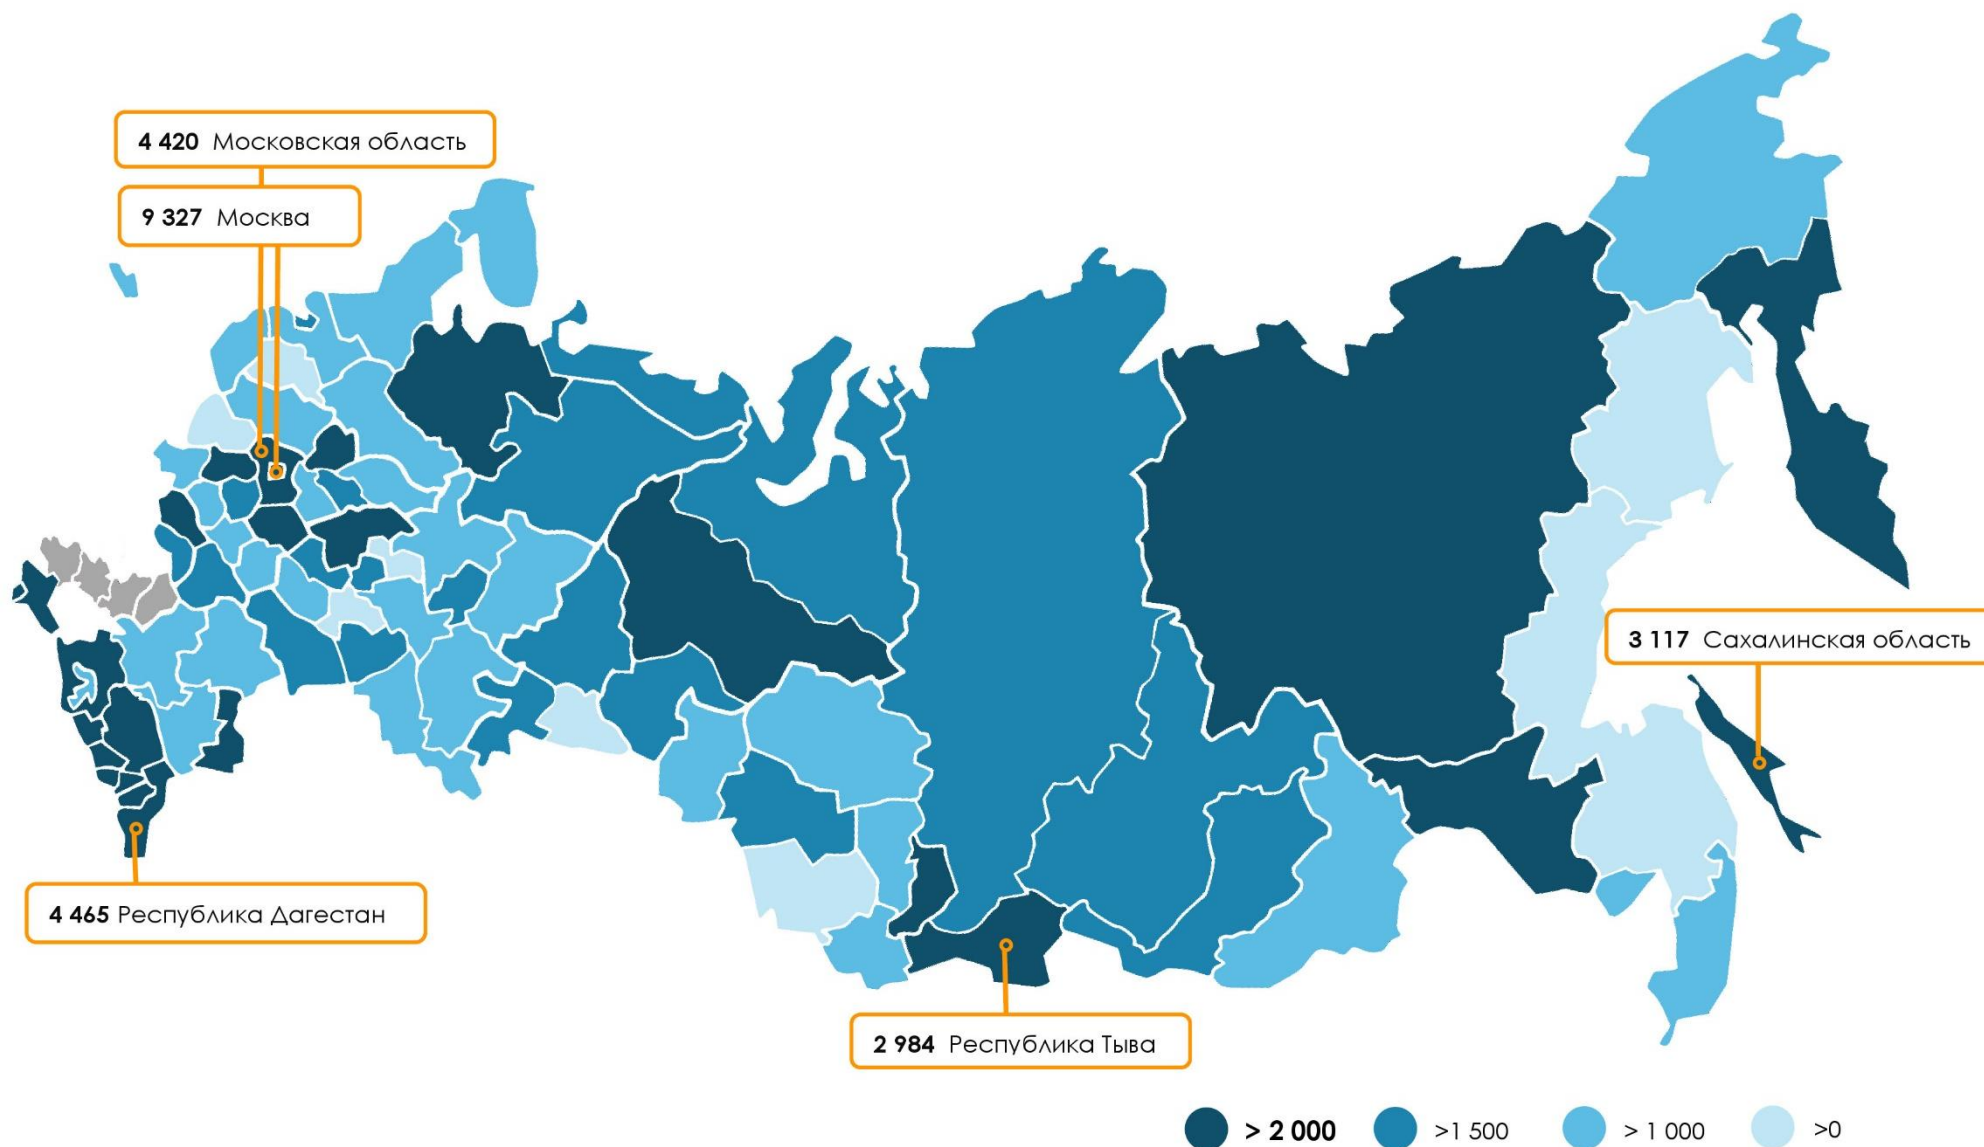 4 420 Московская область
9 327 Москва
3 117 Сахалинская область
4 465 Республика Дагестан
2 984 Республика Тыва
> 2 000 >1 500 > 1 000 >0